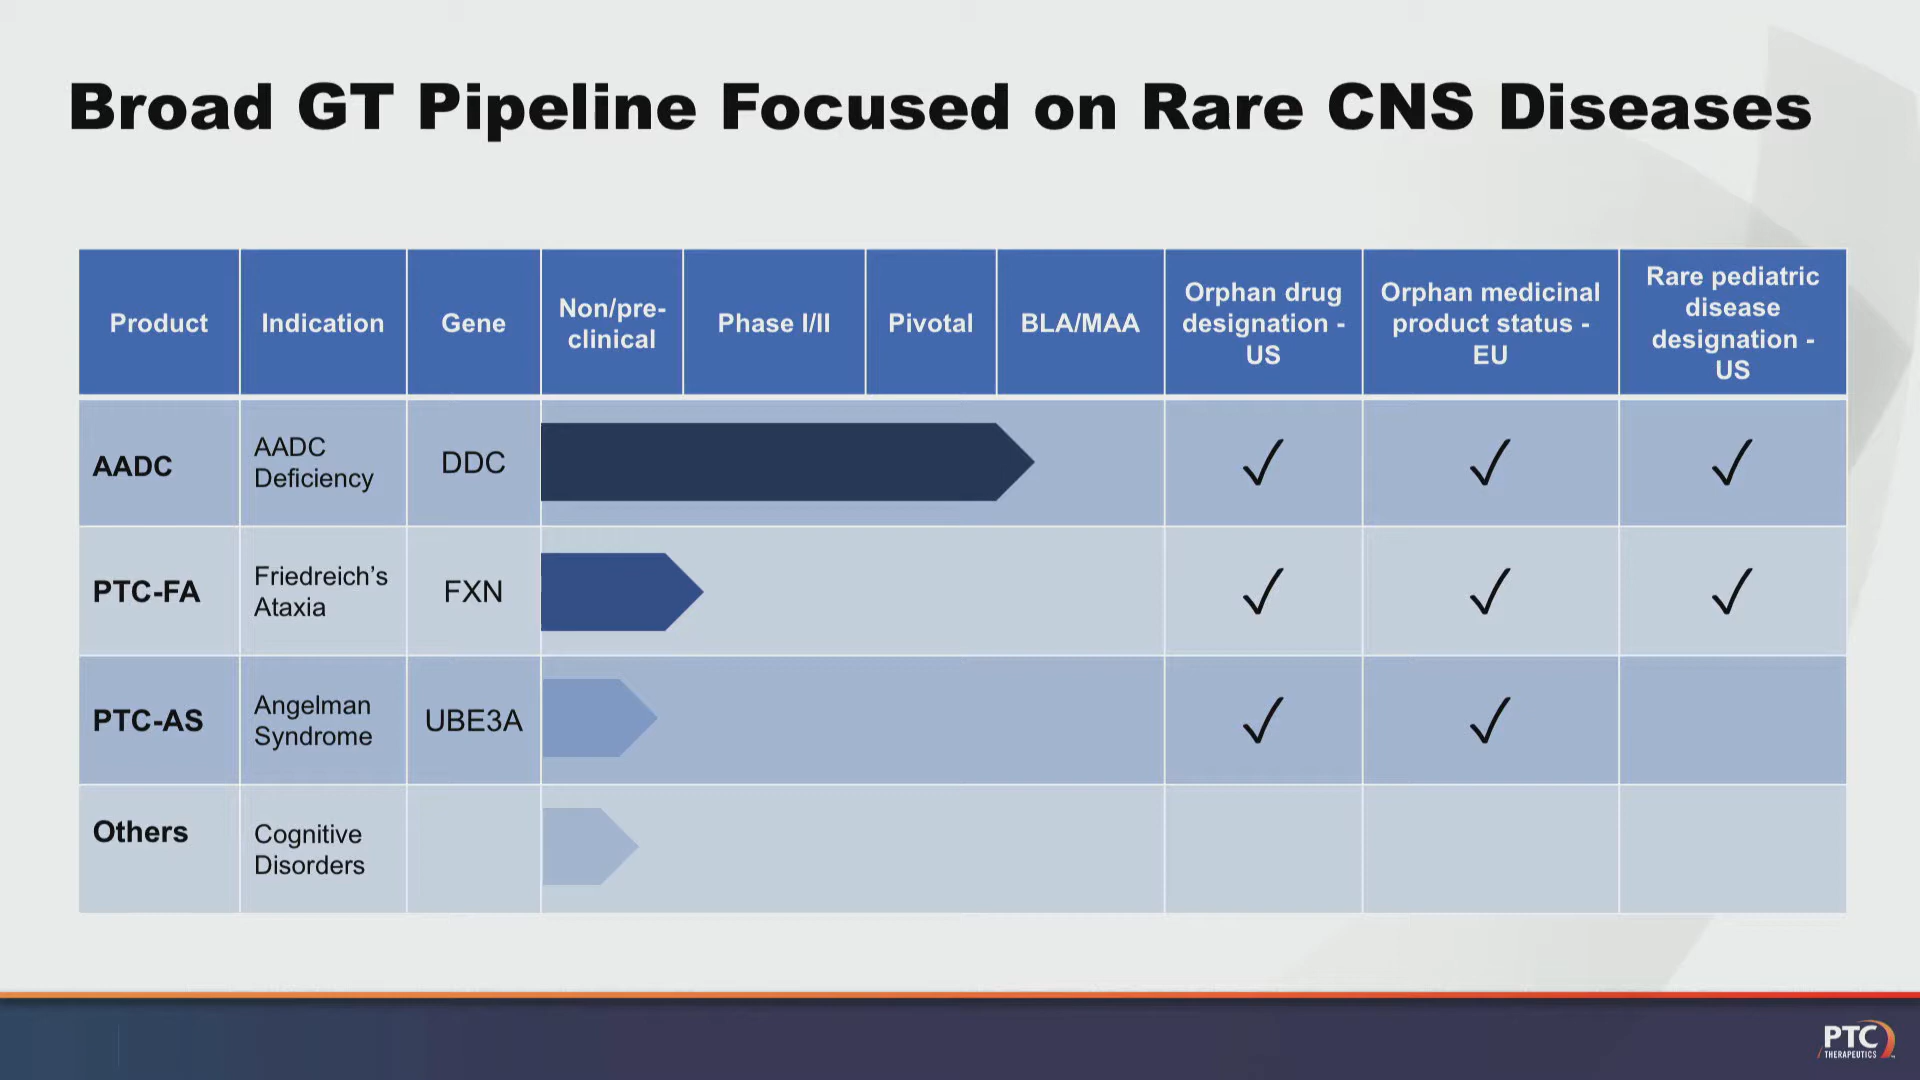 Broad GT Pipeline Focused on Rare CNS Diseases
Product
Indication
Gene
Non/pre-
clinical
Phase I/II
Pivotal
BLA/MAA
Orphan drug
designation -
US
Orphan medicinal
product status -
EU
Rare pediatric
disease
designation -
US
AADC
AADC
Deficiency
DDC
✓
✓
✓
PTC-FA
Friedreich’s
Ataxia
FXN
✓
✓
✓
PTC-AS
Angelman
Syndrome
UBE3A
✓
✓
Others
Cognitive
Disorders
PTC
THERAPEUTICS